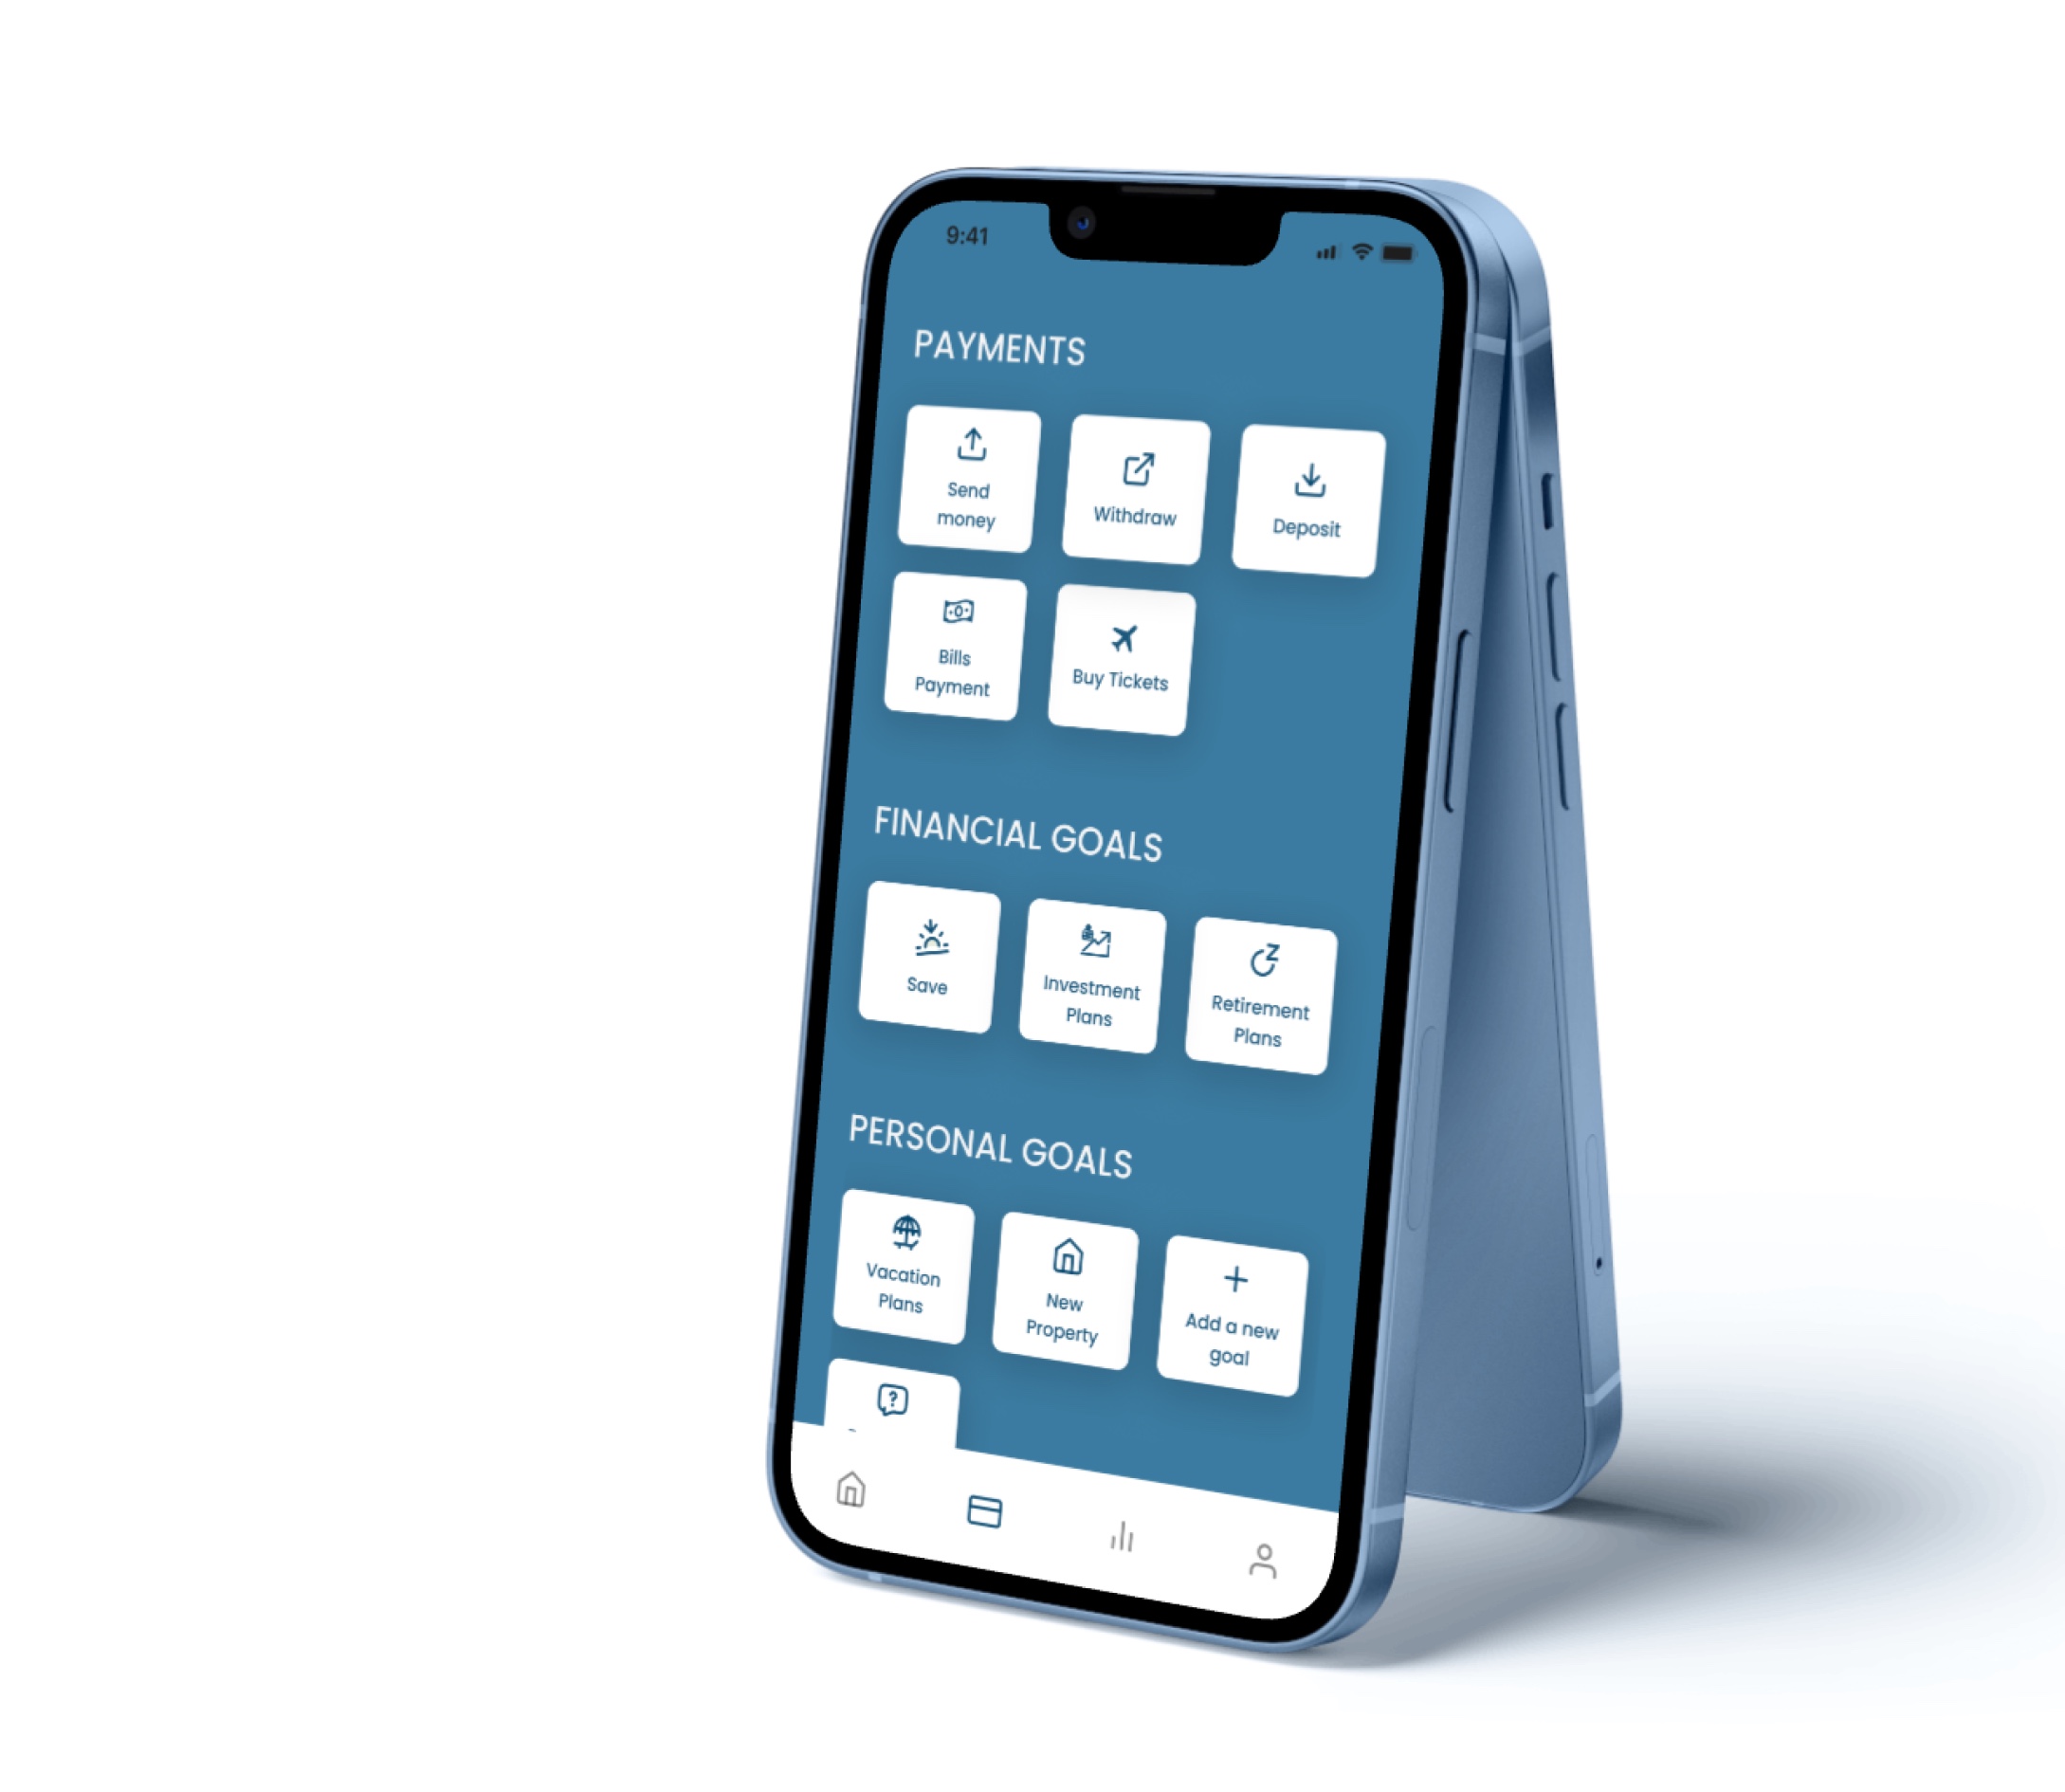 9:41
PAYMENTS
Send
money
Withdraw
Deposit
Bills
Payment
Buy Tickets
FINANCIAL GOALS
Save
Investment
Plans
Retirement
Plans
PERSONAL GOALS
Vacation
Plans
New
Property
Add a new
goal
?